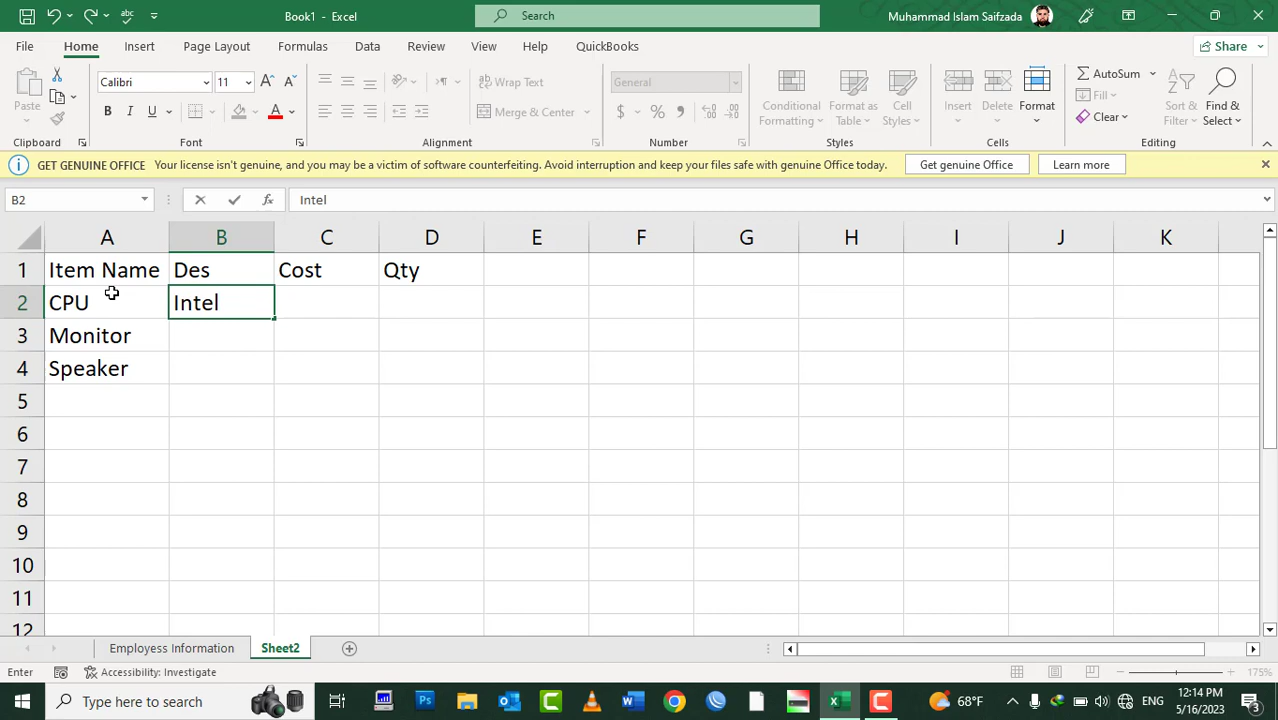 Book1 - Excel
Search
Muhammad Islam Saifzada
File Home Insert Page Layout Formulas Data Review View Help QuickBooks
Share
Paste
Calibri 11
B I U
Wrap Text
Merge & Center
General
Conditional Formatting
Format as Table
Cell Styles
Insert
Delete
Format
AutoSum
Fill
Clear
Sort & Filter
Find & Select
Clipboard Font Alignment Number Styles Cells Editing
GET GENUINE OFFICE Your license isn't genuine, and you may be a victim of software counterfeiting. Avoid interruption and keep your files safe with genuine Office today. Get genuine Office Learn more
B2 fx Intel
A B C D E F G H I J K
1 Item Name Des Cost Qty
2 CPU Intel
3 Monitor
4 Speaker
5
6
7
8
9
10
11
12
Employess Information Sheet2
Enter Accessibility: Investigate 175%
Type here to search
68°F ENG
12:14 PM
5/16/2023
3